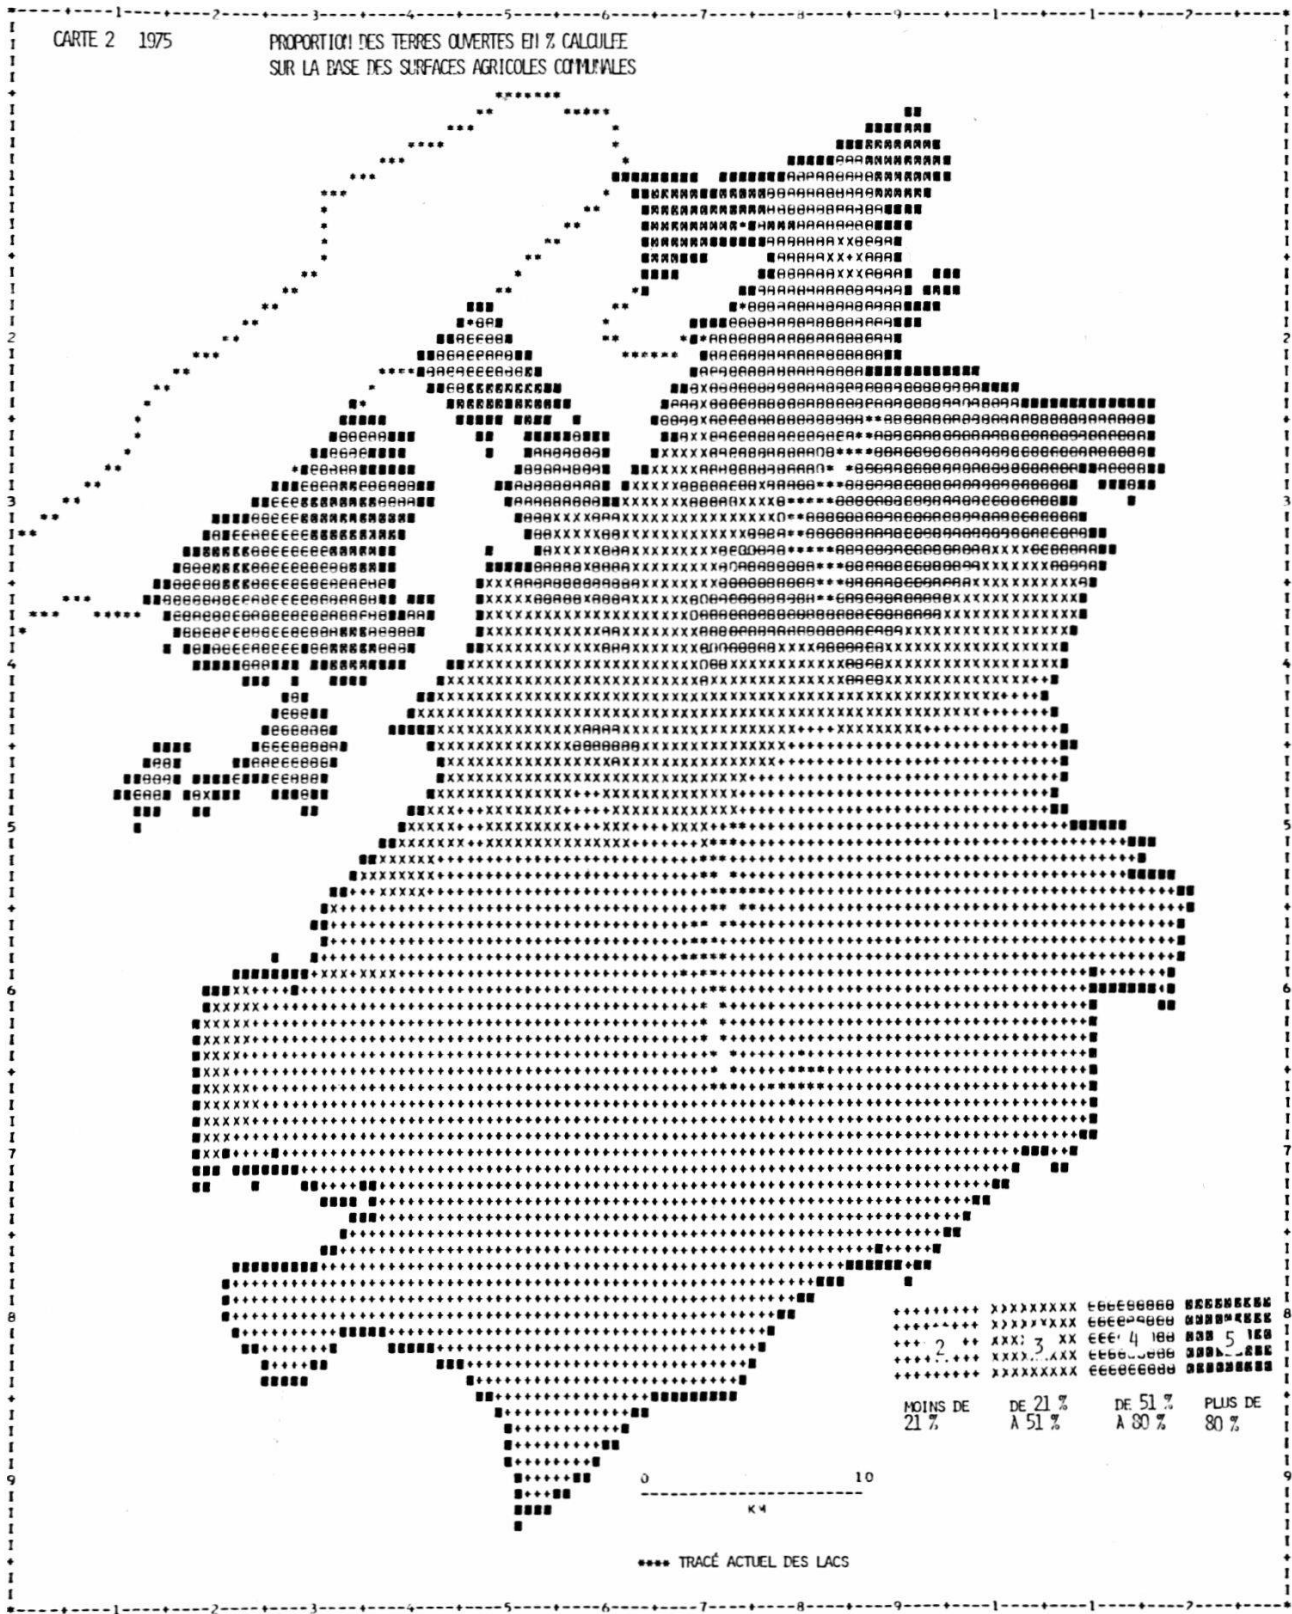 CARTE 2 1975
PROPORTION DES TERRES OUVERTES EN % CALCULEE
SUR LA BASE DES SURFACES AGRICOLES COMMUNALES
2 3 4 5
MOINS DE 21 %
DE 21 % A 51 %
DE 51 % A 80 %
PLUS DE 80 %
0 10
KM
**** TRACÉ ACTUEL DES LACS